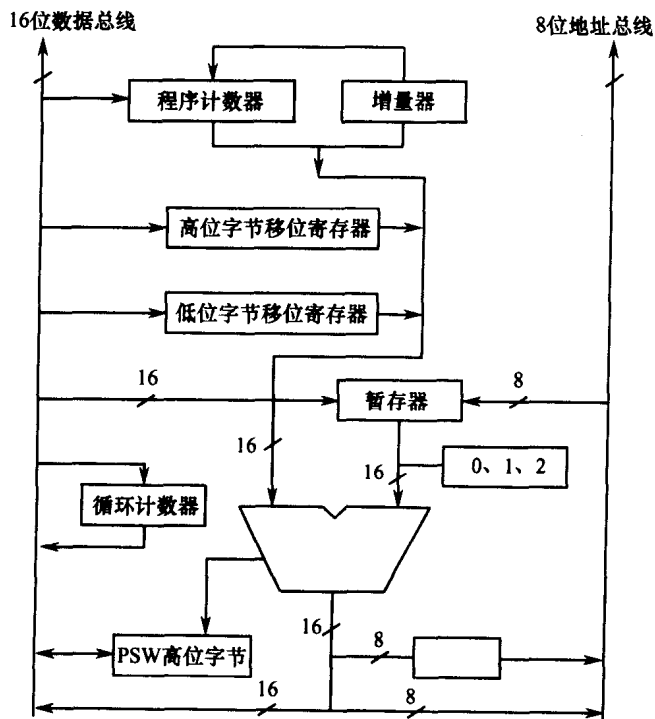 16位数据总线
8位地址总线
程序计数器
增量器
高位字节移位寄存器
低位字节移位寄存器
16
8
暂存器
16
16
0、1、2
循环计数器
16
8
PSW高位字节
16
8